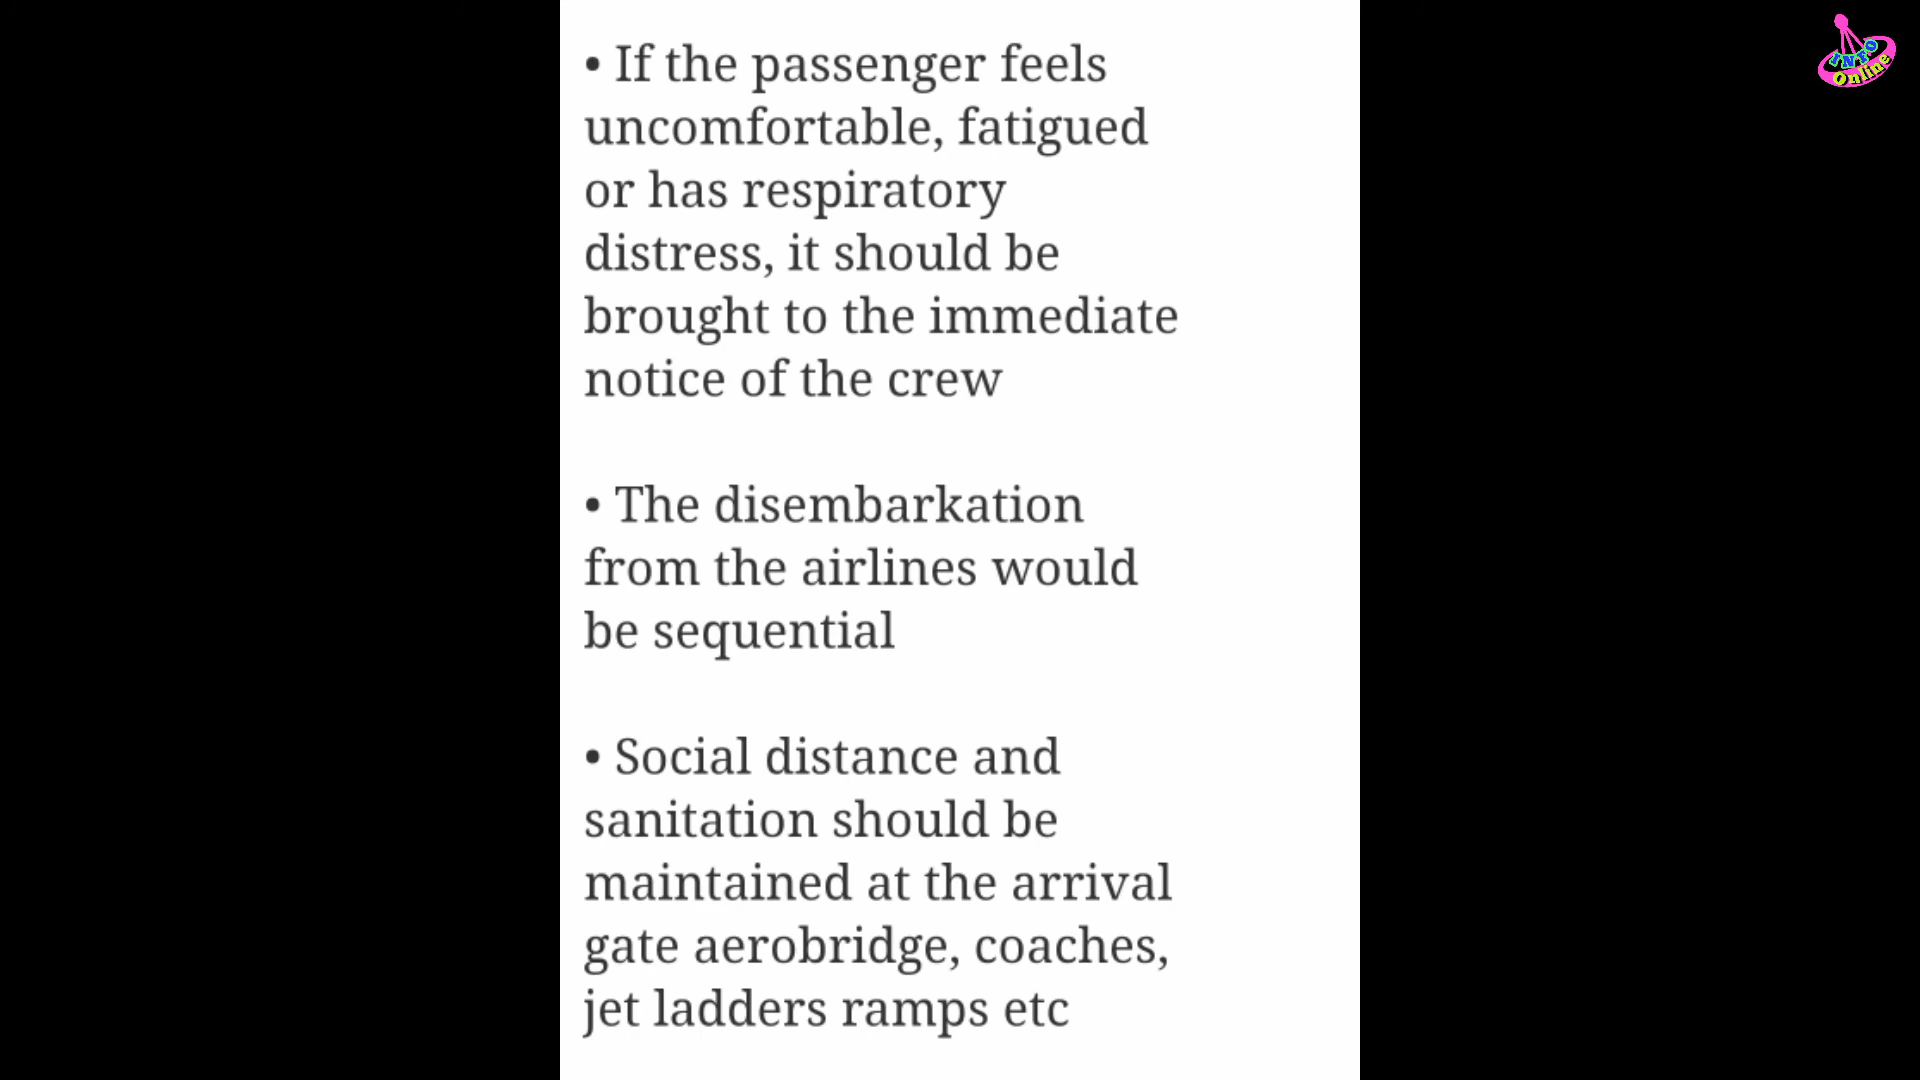 • If the passenger feels
uncomfortable, fatigued
or has respiratory
distress, it should be
brought to the immediate
notice of the crew
• The disembarkation
from the airlines would
be sequential
• Social distance and
sanitation should be
maintained at the arrival
gate aerobridge, coaches,
jet ladders ramps etc
INFO
Online